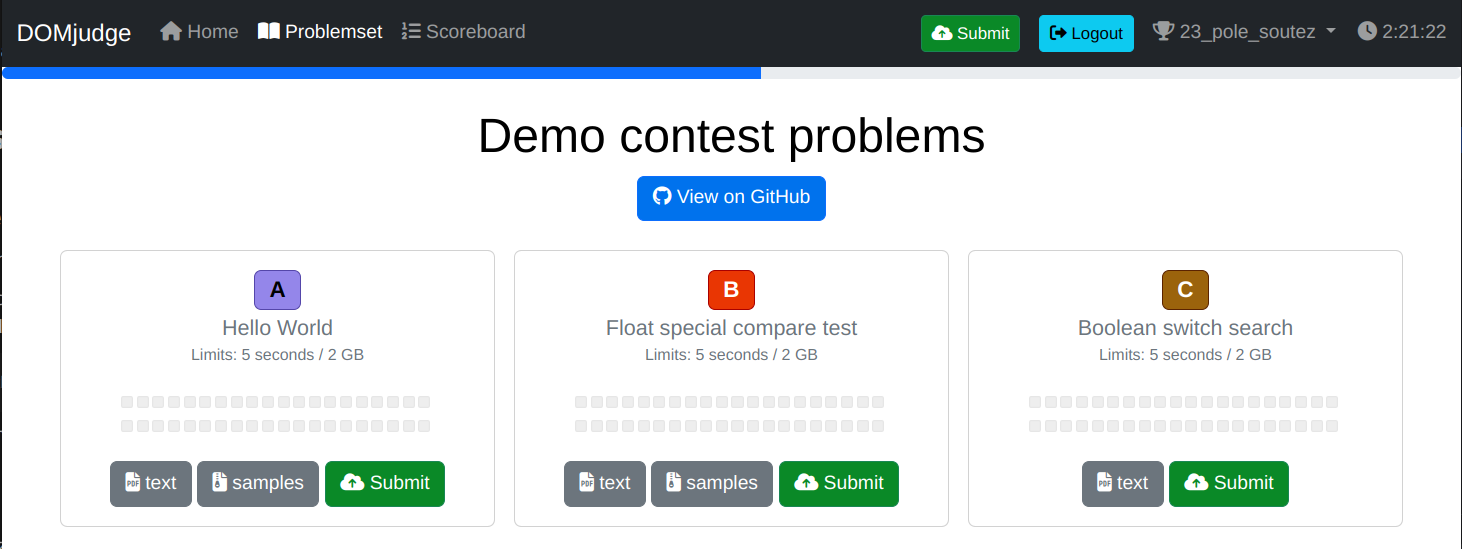 DOMjudge Home Problemset Scoreboard Submit Logout 23_pole_soutez 2:21:22
Demo contest problems
View on GitHub
A
Hello World
Limits: 5 seconds / 2 GB
text samples Submit
B
Float special compare test
Limits: 5 seconds / 2 GB
text samples Submit
C
Boolean switch search
Limits: 5 seconds / 2 GB
text Submit